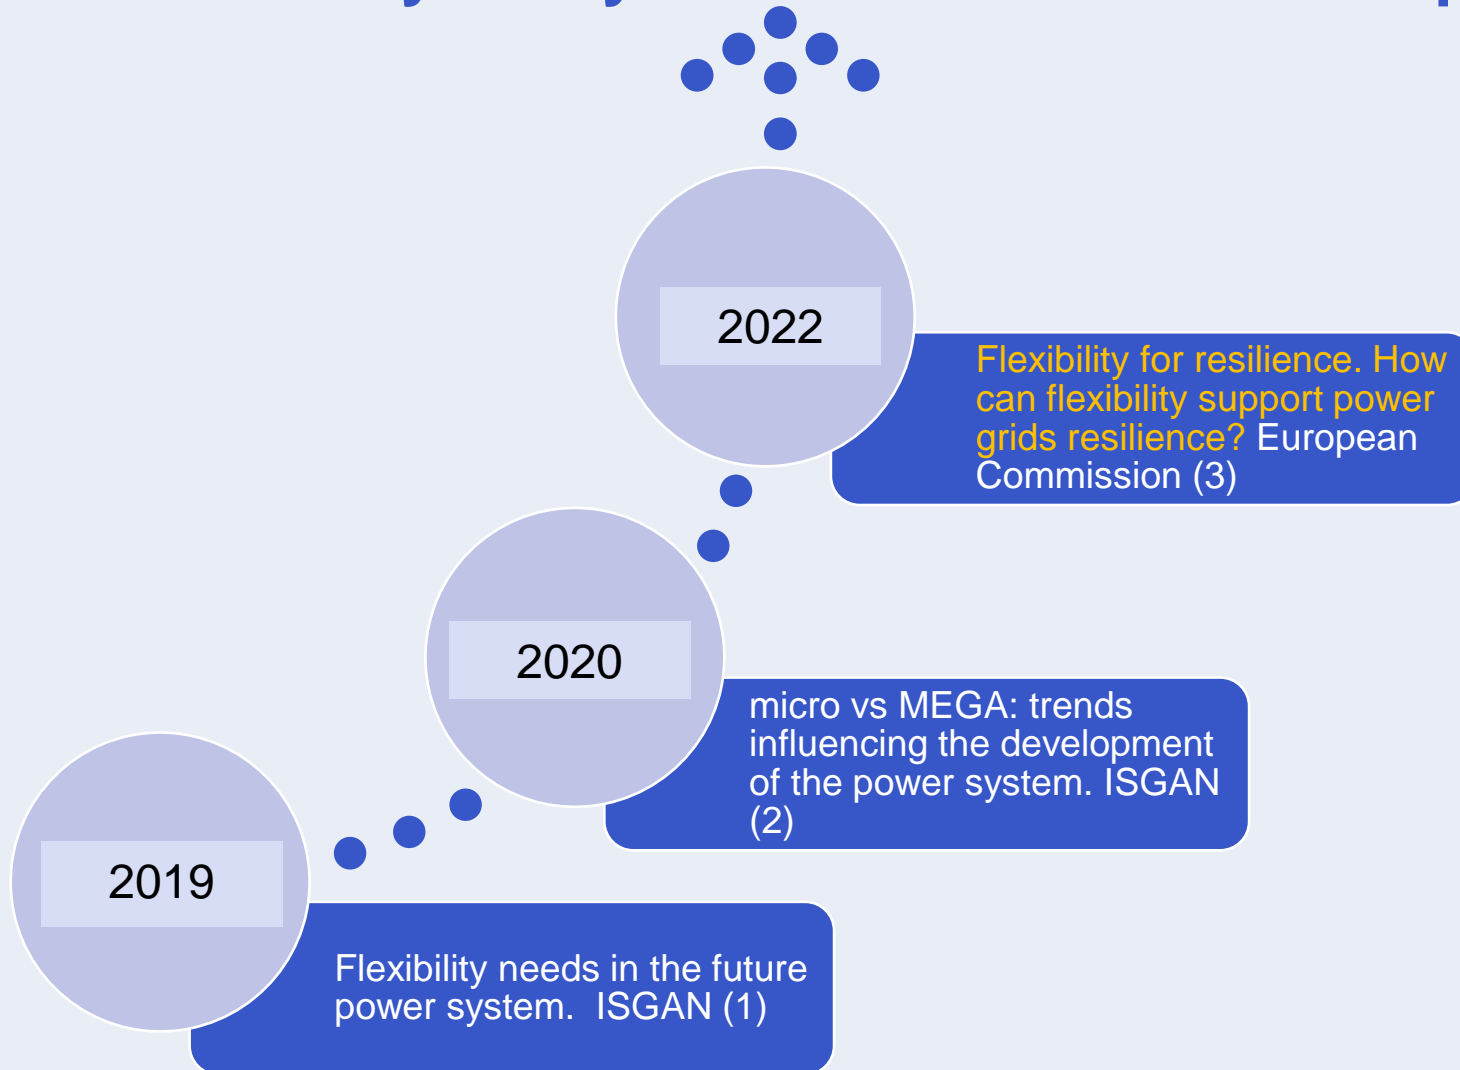 2022
Flexibility for resilience. How
can flexibility support power
grids resilience? European
Commission (3)
2020
micro vs MEGA: trends
influencing the development
of the power system. ISGAN
(2)
2019
Flexibility needs in the future
power system.  ISGAN (1)